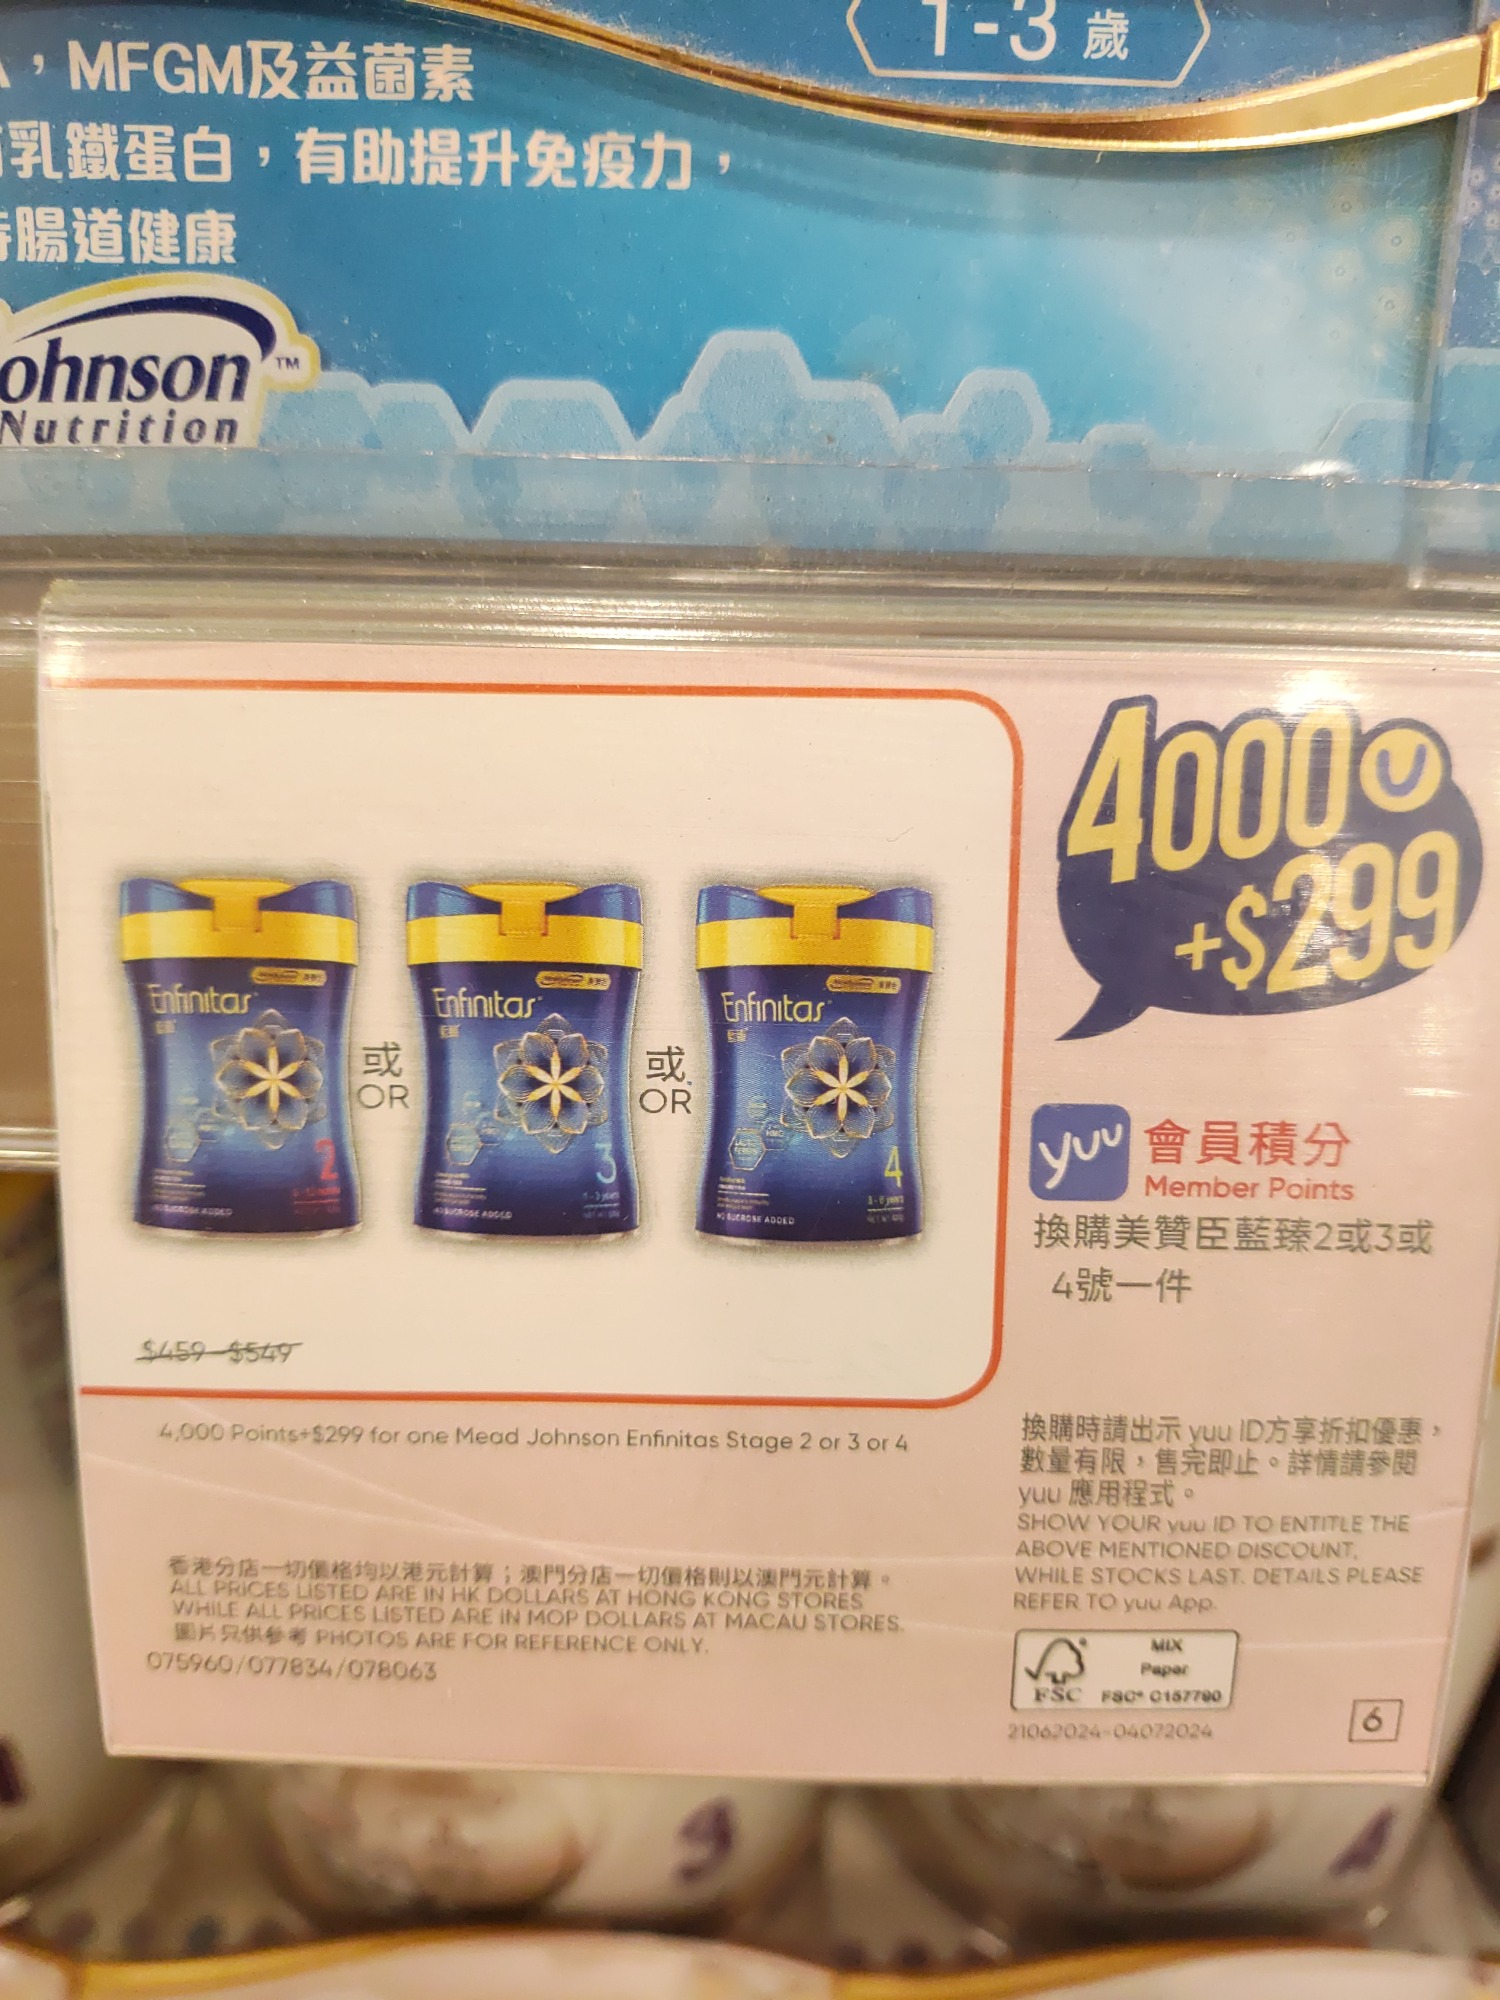 1-3 歲
，MFGM及益菌素
乳鐵蛋白，有助提升免疫力，
腸道健康
ohnson™
Nutrition
4000
+$299
Enfinitas
2
NO SUCROSE ADDED
或
OR
Enfinitas
3
1-3 years
NO SUCROSE ADDED
或
OR
Enfinitas
4
NO SUCROSE ADDED
$459-$549
yuu 會員積分
Member Points
換購美贊臣藍臻2或3或
4號一件
4,000 Points+$299 for one Mead Johnson Enfinitas Stage 2 or 3 or 4
香港分店一切價格均以港元計算；澳門分店一切價格則以澳門元計算。
ALL PRICES LISTED ARE IN HK DOLLARS AT HONG KONG STORES
WHILE ALL PRICES LISTED ARE IN MOP DOLLARS AT MACAU STORES.
圖片只供參考 PHOTOS ARE FOR REFERENCE ONLY.
075960/077834/078063
換購時請出示 yuu ID方享折扣優惠，
數量有限，售完即止。詳情請參閱
yuu 應用程式。
SHOW YOUR yuu ID TO ENTITLE THE
ABOVE MENTIONED DISCOUNT.
WHILE STOCKS LAST. DETAILS PLEASE
REFER TO yuu App.
FSC
MIX
Paper
FSC® C157790
21062024-04072024
6